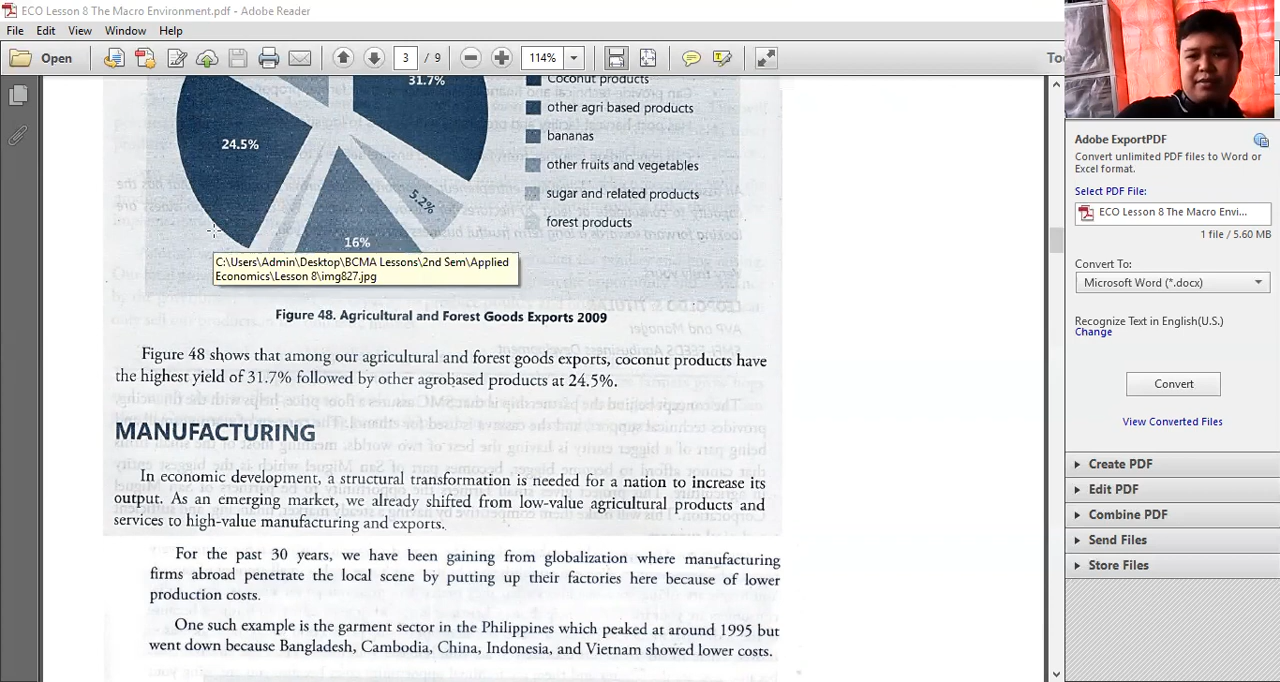 ECO Lesson 8 The Macro Environment.pdf - Adobe Reader
File Edit View Window Help
Open
3 / 9
114%
To
31.7%
24.5%
5.2%
16%
Coconut products
other agri based products
bananas
other fruits and vegetables
sugar and related products
forest products
C:\Users\Admin\Desktop\BCMA Lessons\2nd Sem\Applied
Economics\Lesson 8\img827.jpg
Figure 48. Agricultural and Forest Goods Exports 2009
Figure 48 shows that among our agricultural and forest goods exports, coconut products have
the highest yield of 31.7% followed by other agrobased products at 24.5%.
MANUFACTURING
In economic development, a structural transformation is needed for a nation to increase its
output. As an emerging market, we already shifted from low-value agricultural products and
services to high-value manufacturing and exports.
For the past 30 years, we have been gaining from globalization where manufacturing
firms abroad penetrate the local scene by putting up their factories here because of lower
production costs.
One such example is the garment sector in the Philippines which peaked at around 1995 but
went down because Bangladesh, Cambodia, China, Indonesia, and Vietnam showed lower costs.
Adobe ExportPDF
Convert unlimited PDF files to Word or
Excel format.
Select PDF File:
ECO Lesson 8 The Macro Envi...
1 file / 5.60 MB
Convert To:
Microsoft Word (*.docx)
Recognize Text in English(U.S.)
Change
Convert
View Converted Files
Create PDF
Edit PDF
Combine PDF
Send Files
Store Files